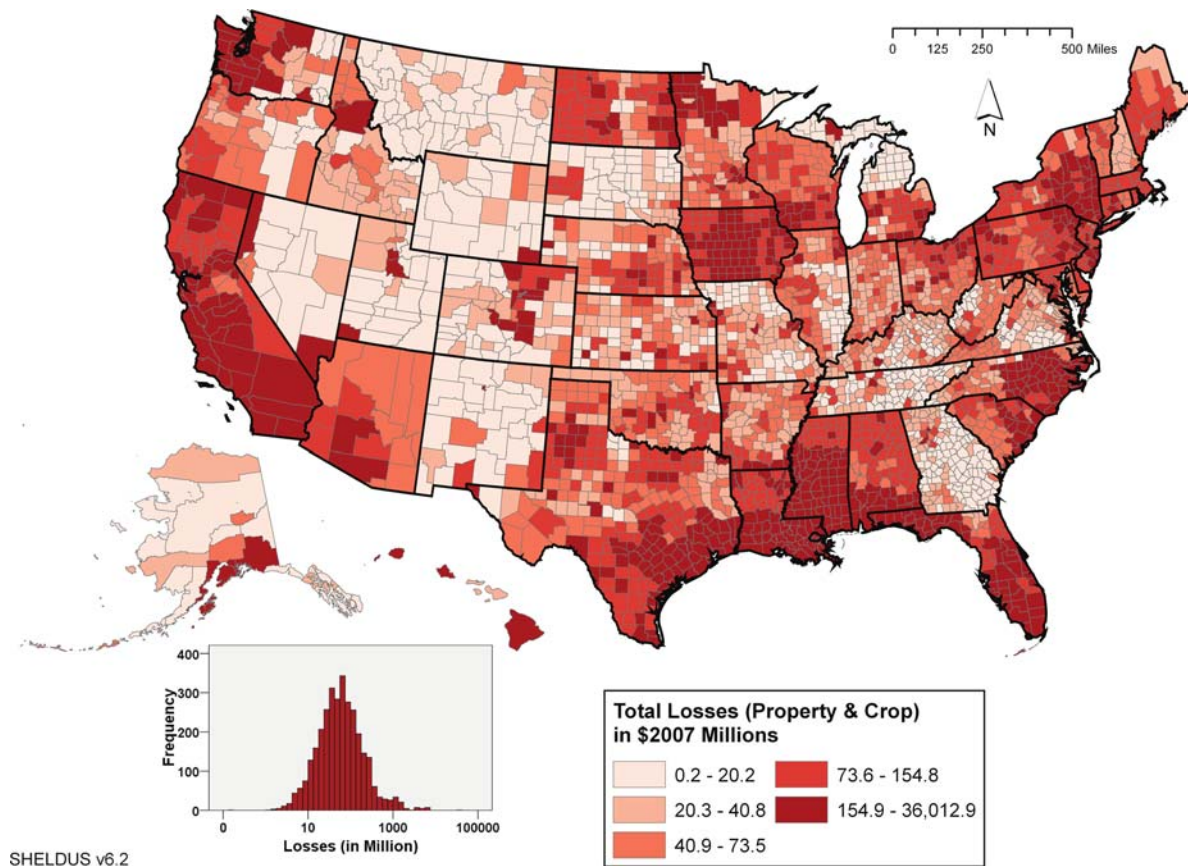 0 125 250 500 Miles
N
400
300
200
100
0
Frequency
0 10 1000 100000
Losses (in Million)
Total Losses (Property & Crop)
in $2007 Millions
0.2 - 20.2 73.6 - 154.8
20.3 - 40.8 154.9 - 36,012.9
40.9 - 73.5
SHELDUS v6.2